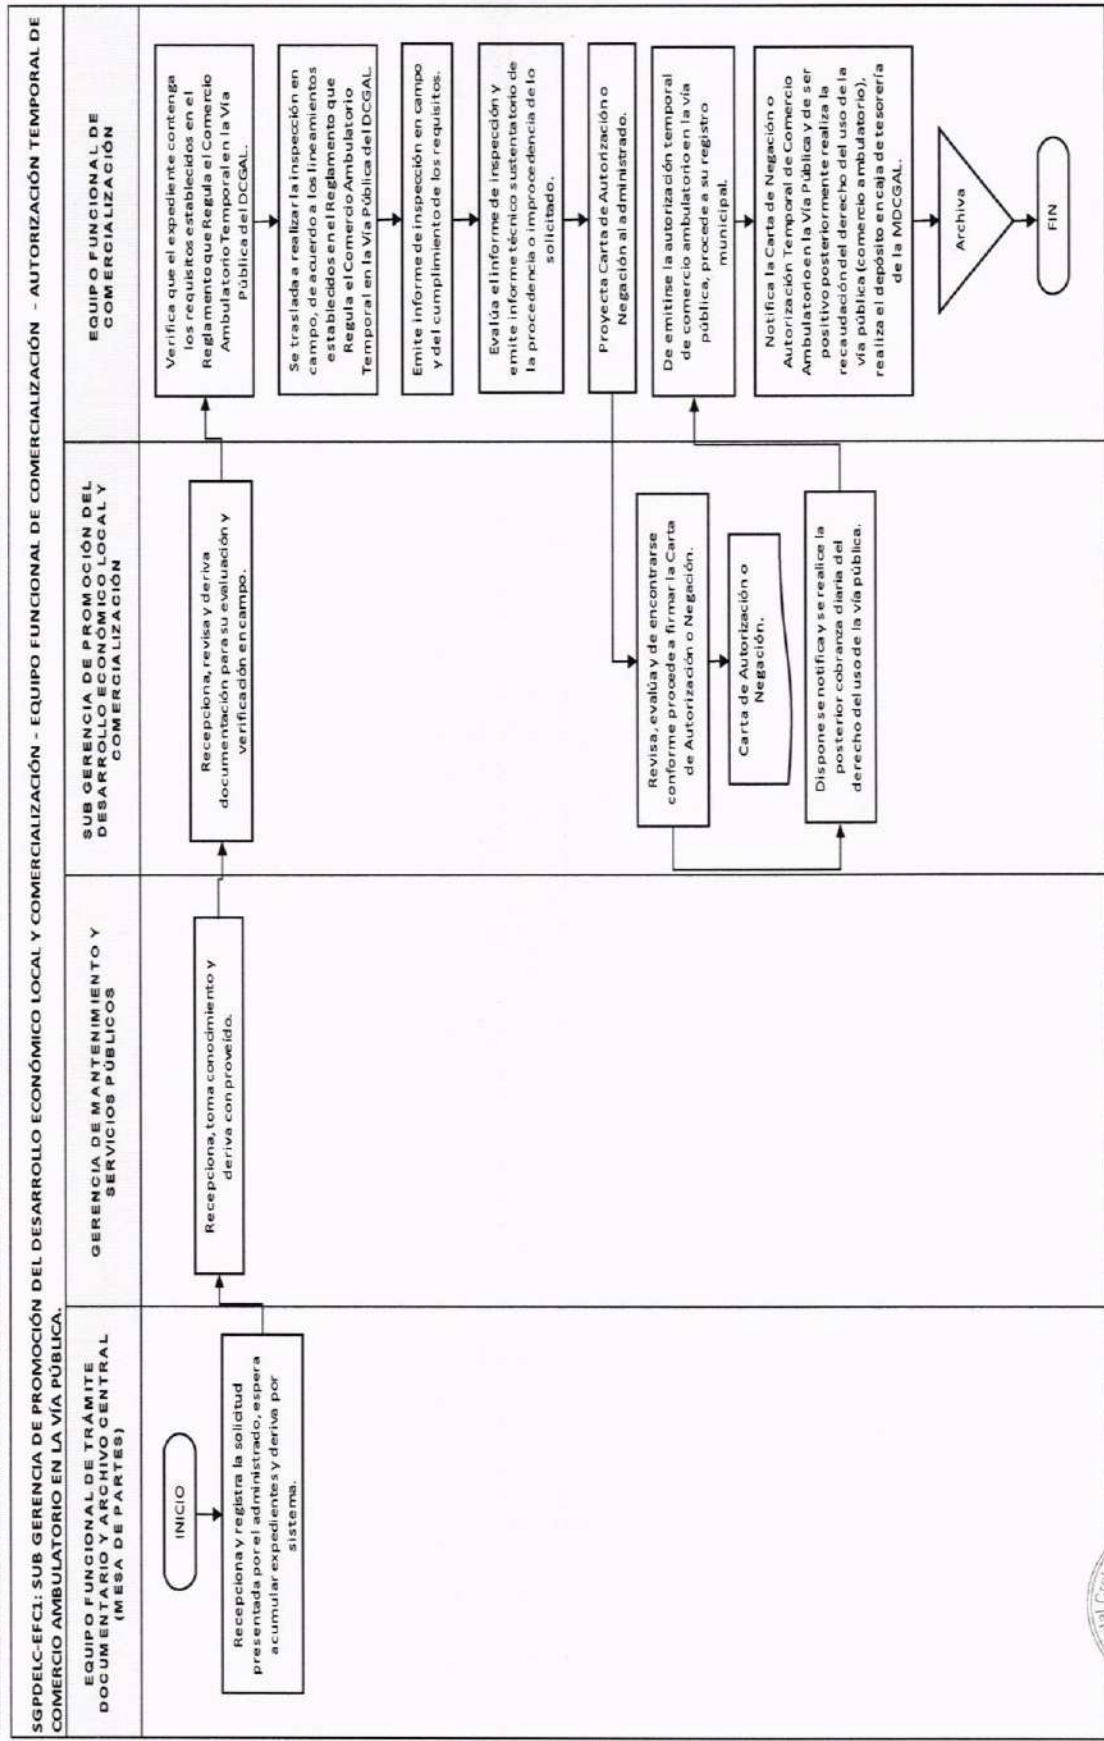 SGPDELC-EFC1: SUB GERENCIA DE PROMOCIÓN DEL DESARROLLO ECONÓMICO LOCAL Y COMERCIALIZACIÓN - EQUIPO FUNCIONAL DE COMERCIALIZACIÓN - AUTORIZACIÓN TEMPORAL DE
COMERCIO AMBULATORIO EN LA VÍA PÚBLICA.
EQUIPO FUNCIONAL DE TRÁMITE
DOCUMENTARIO Y ARCHIVO CENTRAL
(MESA DE PARTES)
GERENCIA DE MANTENIMIENTO Y
SERVICIOS PÚBLICOS
SUB GERENCIA DE PROMOCIÓN DEL
DESARROLLO ECONÓMICO LOCAL Y
COMERCIALIZACIÓN
EQUIPO FUNCIONAL DE
COMERCIALIZACIÓN
INICIO
Recepciona y registra la solicitud
presentada por el administrado, espera
acumular expedientes y deriva por
sistema.
Recepciona, toma conocimiento y
deriva con proveído.
Recepciona, revisa y deriva
documentación para su evaluación y
verificación en campo.
Verifica que el expediente contenga
los requisitos establecidos en el
Reglamento que Regula el Comercio
Ambulatorio Temporal en la Vía
Pública del DCGAL.
Se traslada a realizar la inspección en
campo, de acuerdo a los lineamientos
establecidos en el Reglamento que
Regula el Comercio Ambulatorio
Temporal en la Vía Pública del DCGAL.
Emite informe de inspección en campo
y del cumplimiento de los requisitos.
Evalúa el informe de inspección y
emite informe técnico sustentatorio de
la procedencia o improcedencia de lo
solicitado.
Proyecta Carta de Autorización o
Negación al administrado.
Revisa, evalúa y de encontrarse
conforme procede a firmar la Carta
de Autorización o Negación.
Carta de Autorización o
Negación.
Dispone se notifica y se realice la
posterior cobranza diaria del
derecho del uso de la vía pública.
De emitirse la autorización temporal
de comercio ambulatorio en la vía
pública, procede a su registro
municipal.
Notifica la Carta de Negación o
Autorización Temporal de Comercio
Ambulatorio en la Vía Pública y de ser
positivo posteriormente realiza la
recaudación del derecho del uso de la
vía pública (comercio ambulatorio),
realiza el depósito en caja de tesorería
de la MDCGAL.
Archiva
FIN